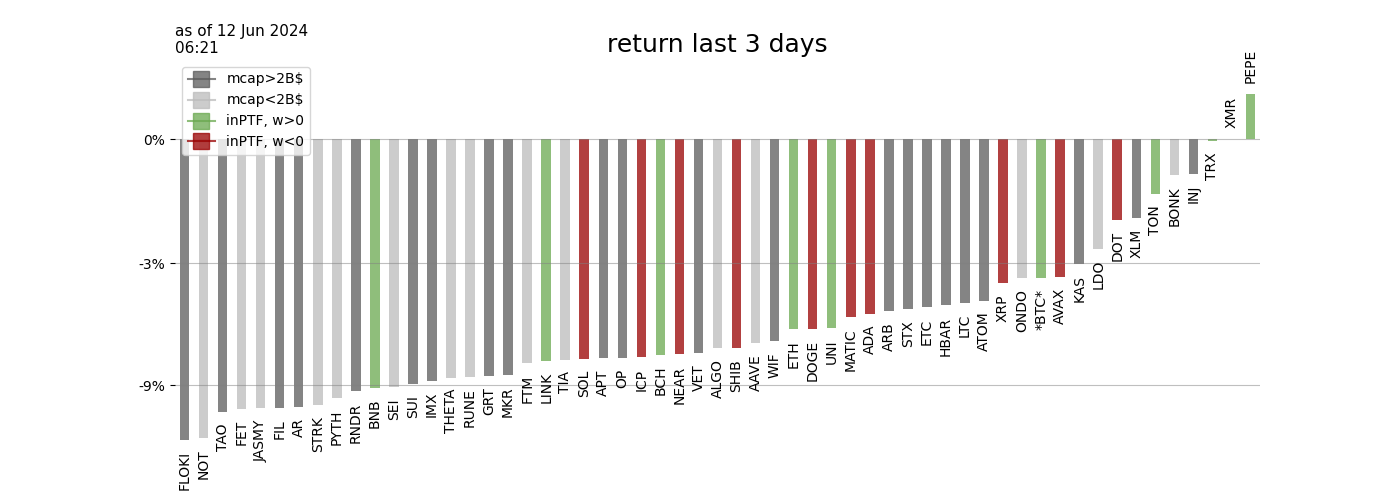 as of 12 Jun 2024
06:21
return last 3 days
mcap>2B$
mcap<2B$
inPTF, w>0
inPTF, w<0
0%
-3%
-9%
FLOKI
NOT
TAO
FET
JASMY
FIL
AR
STRK
PYTH
RNDR
BNB
SEI
SUI
IMX
THETA
RUNE
GRT
MKR
FTM
LINK
TIA
SOL
APT
OP
ICP
BCH
NEAR
VET
ALGO
SHIB
AAVE
WIF
ETH
DOGE
UNI
MATIC
ADA
ARB
STX
ETC
HBAR
LTC
ATOM
XRP
ONDO
*BTC*
AVAX
KAS
LDO
DOT
XLM
TON
BONK
INJ
TRX
XMR
PEPE